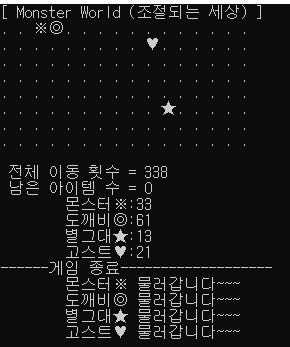 [ Monster World (조절되는 세상) ]
. . ※◎. . . . . . . . . . . .
. . . . . . . . . ♥. . . . . .
. . . . . . . . . . . . . . . .
. . . . . . . . . . . . . . . .
. . . . . . . . . . . . . . . .
. . . . . . . . . . ★. . . . .
. . . . . . . . . . . . . . . .
. . . . . . . . . . . . . . . .
전체 이동 횟수 = 338
남은 아이템 수 = 0
몬스터※:33
도깨비◎:61
별그대★:13
고스트♥:21
------게임 종료-------------------
몬스터※ 물러갑니다~~~
도깨비◎ 물러갑니다~~~
별그대★ 물러갑니다~~~
고스트♥ 물러갑니다~~~